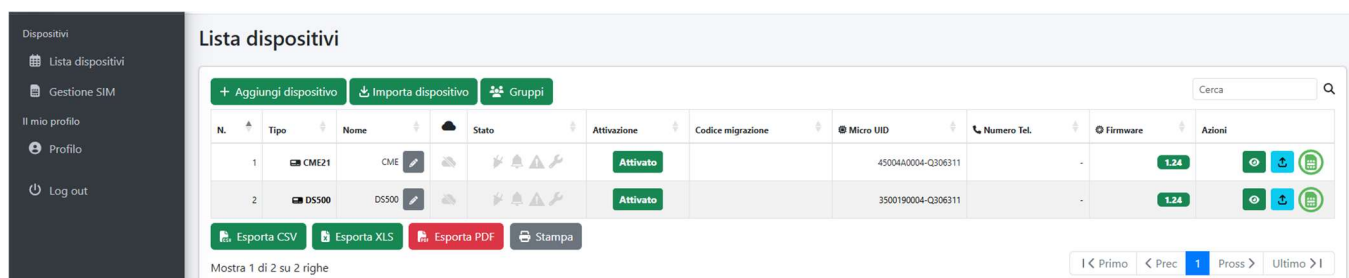 Dispositivi
Lista dispositivi
Gestione SIM
Il mio profilo
Profilo
Log out
Lista dispositivi
+ Aggiungi dispositivo Importa dispositivo Gruppi Cerca
N. Tipo Nome Stato Attivazione Codice migrazione Micro UID Numero Tel. Firmware Azioni
1 CME21 CME Attivato 45004A0004-Q306311 - 1.24
2 DS500 DS500 Attivato 3500190004-Q306311 - 1.24
Esporta CSV Esporta XLS Esporta PDF Stampa
Mostra 1 di 2 su 2 righe
Primo Prec 1 Pross Ultimo